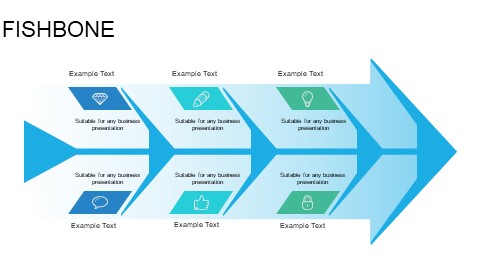 FISHBONE
Example Text
Example Text
Example Text
Suitable for any business
presentation
Suitable for any business
presentation
Suitable for any business
presentation
Suitable for any business
presentation
Suitable for any business
presentation
Suitable for any business
presentation
Example Text
Example Text
Example Text